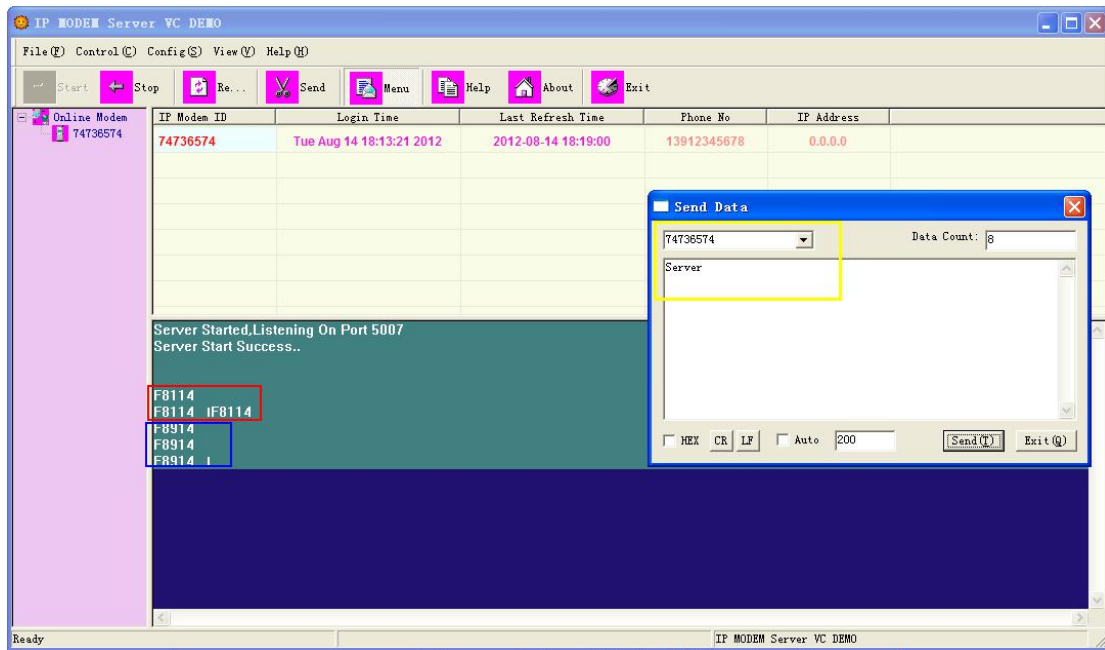 IP MODEM Server VC DEMO
File(F) Control(C) Config(S) View(V) Help(H)
Start Stop Re... Send Menu Help About Exit
Online Modem
74736574
IP Modem ID Login Time Last Refresh Time Phone No IP Address
74736574 Tue Aug 14 18:13:21 2012 2012-08-14 18:19:00 13912345678 0.0.0.0
Send Data
74736574 Data Count: 8
Server
HEX CR LF Auto 200 Send(T) Exit(Q)
Server Started,Listening On Port 5007
Server Start Success..
F8114
F8114 IF8114
F8914
F8914
F8914 I
Ready IP MODEM Server VC DEMO